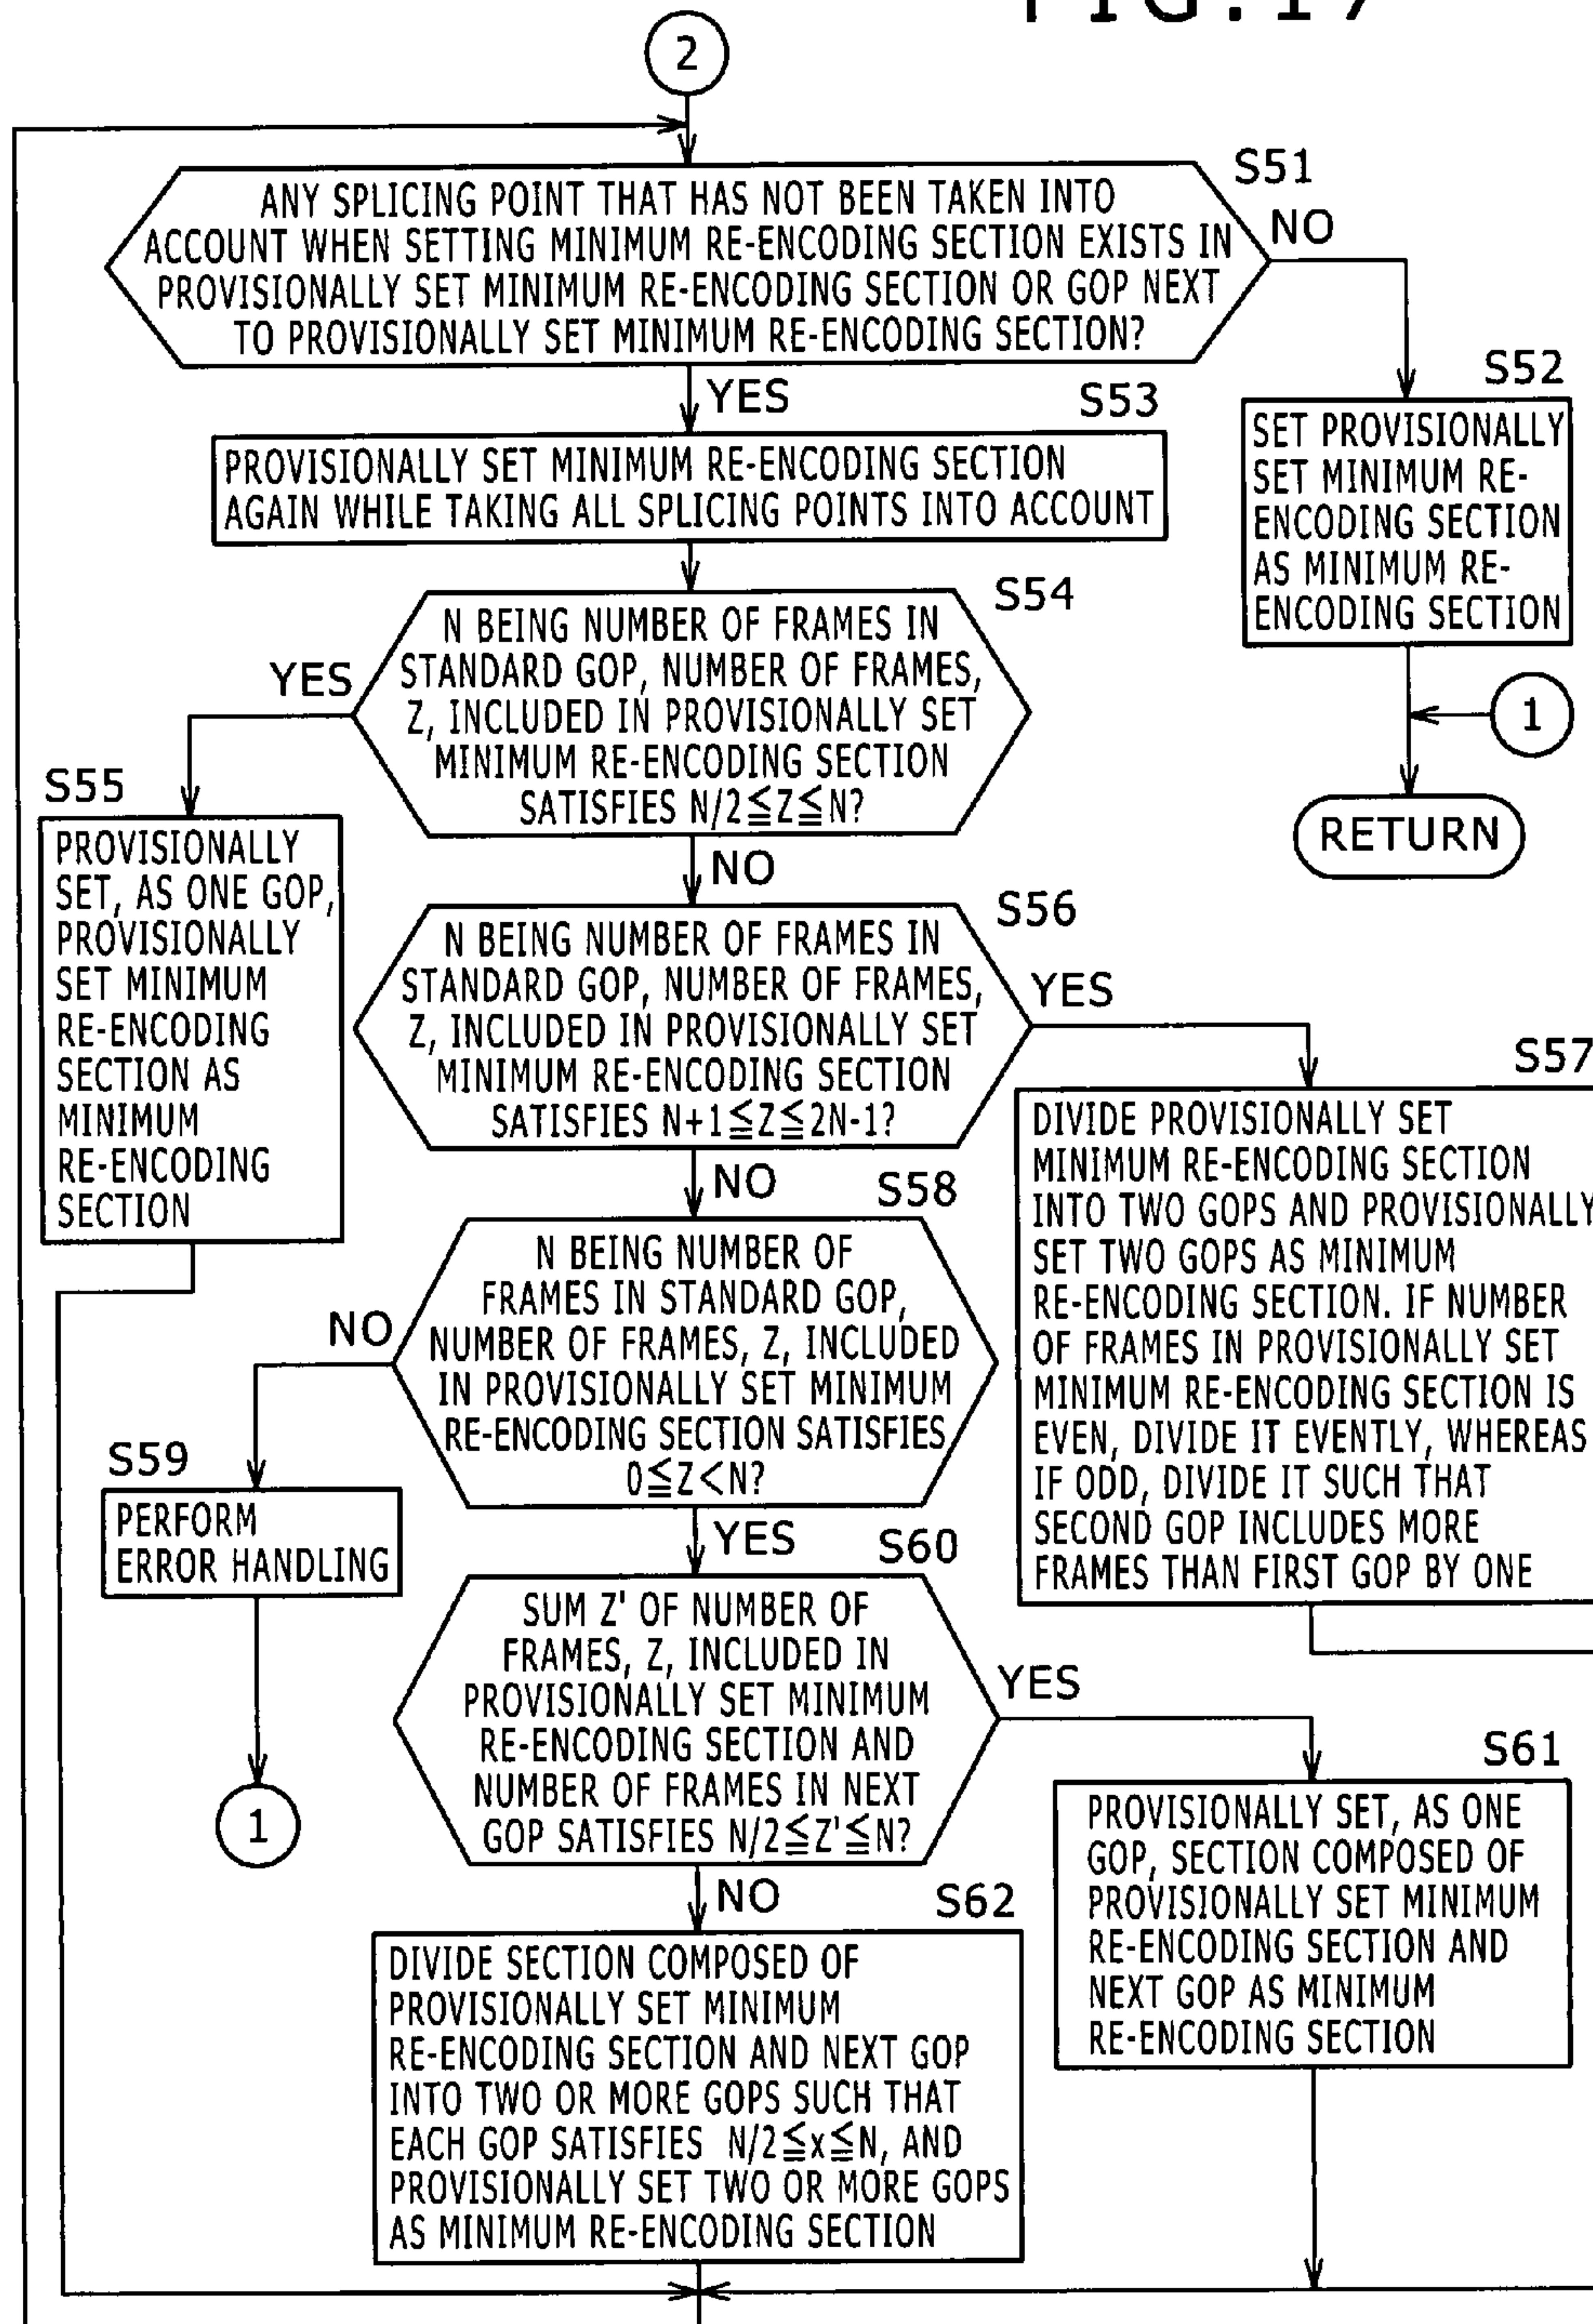 FIG.17
2
S51
ANY SPLICING POINT THAT HAS NOT BEEN TAKEN INTO
ACCOUNT WHEN SETTING MINIMUM RE-ENCODING SECTION EXISTS IN
PROVISIONALLY SET MINIMUM RE-ENCODING SECTION OR GOP NEXT
TO PROVISIONALLY SET MINIMUM RE-ENCODING SECTION?
NO
YES
S52
SET PROVISIONALLY
SET MINIMUM RE-
ENCODING SECTION
AS MINIMUM RE-
ENCODING SECTION
1
RETURN
S53
PROVISIONALLY SET MINIMUM RE-ENCODING SECTION
AGAIN WHILE TAKING ALL SPLICING POINTS INTO ACCOUNT
S54
N BEING NUMBER OF FRAMES IN
STANDARD GOP, NUMBER OF FRAMES,
Z, INCLUDED IN PROVISIONALLY SET
MINIMUM RE-ENCODING SECTION
SATISFIES N/2≦Z≦N?
YES
NO
S55
PROVISIONALLY
SET, AS ONE GOP,
PROVISIONALLY
SET MINIMUM
RE-ENCODING
SECTION AS
MINIMUM
RE-ENCODING
SECTION
S56
N BEING NUMBER OF FRAMES IN
STANDARD GOP, NUMBER OF FRAMES,
Z, INCLUDED IN PROVISIONALLY SET
MINIMUM RE-ENCODING SECTION
SATISFIES N+1≦Z≦2N-1?
YES
NO
S57
DIVIDE PROVISIONALLY SET
MINIMUM RE-ENCODING SECTION
INTO TWO GOPS AND PROVISIONALLY
SET TWO GOPS AS MINIMUM
RE-ENCODING SECTION. IF NUMBER
OF FRAMES IN PROVISIONALLY SET
MINIMUM RE-ENCODING SECTION IS
EVEN, DIVIDE IT EVENTLY, WHEREAS
IF ODD, DIVIDE IT SUCH THAT
SECOND GOP INCLUDES MORE
FRAMES THAN FIRST GOP BY ONE
S58
N BEING NUMBER OF
FRAMES IN STANDARD GOP,
NUMBER OF FRAMES, Z, INCLUDED
IN PROVISIONALLY SET MINIMUM
RE-ENCODING SECTION SATISFIES
0≦Z<N?
NO
YES
S59
PERFORM
ERROR HANDLING
1
S60
SUM Z' OF NUMBER OF
FRAMES, Z, INCLUDED IN
PROVISIONALLY SET MINIMUM
RE-ENCODING SECTION AND
NUMBER OF FRAMES IN NEXT
GOP SATISFIES N/2≦Z'≦N?
YES
NO
S61
PROVISIONALLY SET, AS ONE
GOP, SECTION COMPOSED OF
PROVISIONALLY SET MINIMUM
RE-ENCODING SECTION AND
NEXT GOP AS MINIMUM
RE-ENCODING SECTION
S62
DIVIDE SECTION COMPOSED OF
PROVISIONALLY SET MINIMUM
RE-ENCODING SECTION AND NEXT GOP
INTO TWO OR MORE GOPS SUCH THAT
EACH GOP SATISFIES N/2≦x≦N, AND
PROVISIONALLY SET TWO OR MORE GOPS
AS MINIMUM RE-ENCODING SECTION